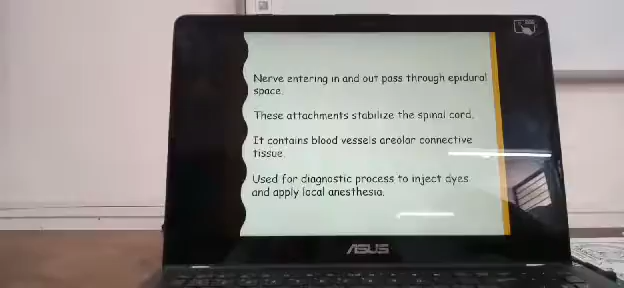 Nerve entering in and out pass through epidural
space.
These attachments stabilize the spinal cord.
It contains blood vessels areolar connective
tissue.
Used for diagnostic process to inject dyes
and apply local anesthesia.
ASUS